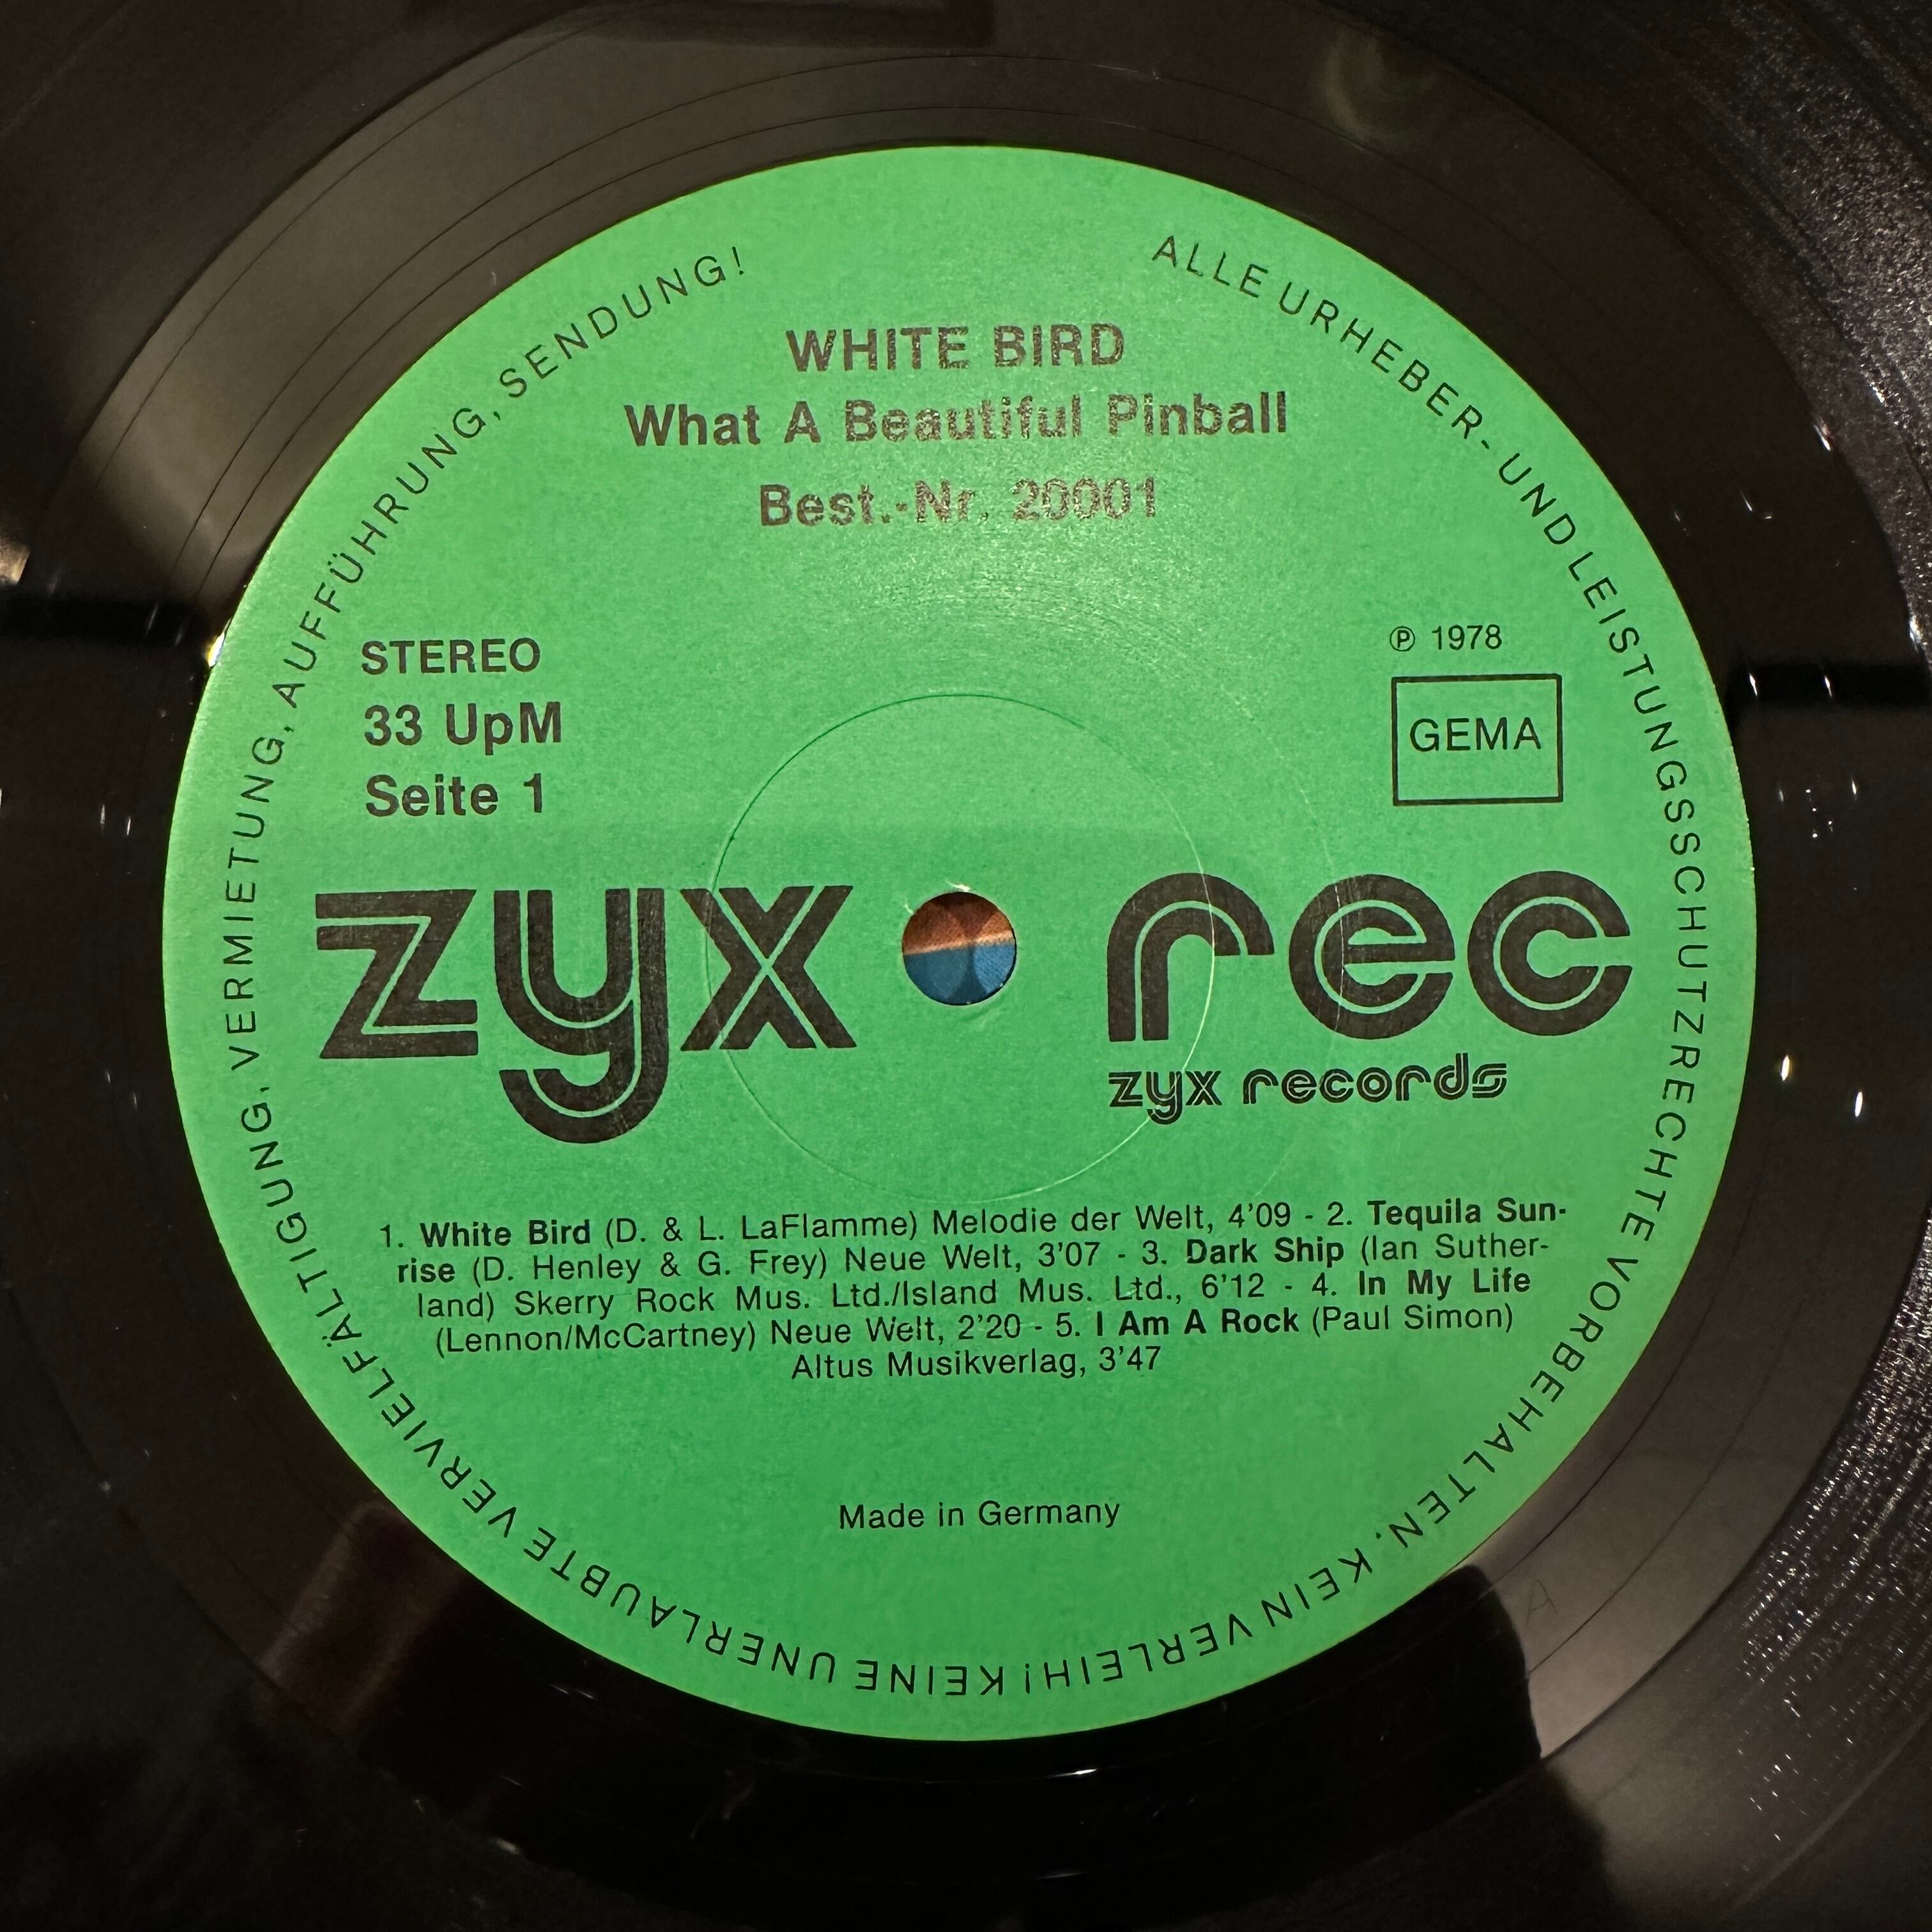 WHITE BIRD
What A Beautiful Pinball
Best.-Nr. 20001
STEREO
33 UpM
Seite 1
℗ 1978
GEMA
zyx rec
zyx records
1. White Bird (D. & L. LaFlamme) Melodie der Welt, 4'09 - 2. Tequila Sun-
rise (D. Henley & G. Frey) Neue Welt, 3'07 - 3. Dark Ship (Ian Suther-
land) Skerry Rock Mus. Ltd./Island Mus. Ltd., 6'12 - 4. In My Life
(Lennon/McCartney) Neue Welt, 2'20 - 5. I Am A Rock (Paul Simon)
Altus Musikverlag, 3'47
Made in Germany
ALLE URHEBER- UND LEISTUNGSSCHUTZRECHTE VORBEHALTEN. KEIN VERLEIH! KEINE UNERLAUBTE VERVIELFÄLTIGUNG, VERMIETUNG, AUFFÜHRUNG, SENDUNG!
A